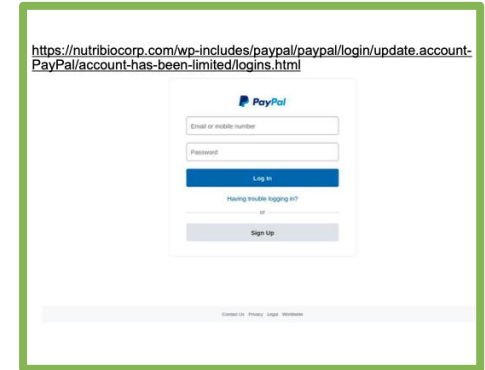 https://nutribiocorp.com/wp-includes/paypal/paypal/login/update.account-
PayPal/account-has-been-limited/logins.html
PayPal
Email or mobile number
Password
Log In
Having trouble logging in?
or
Sign Up
Contact Us Privacy Legal Worldwide